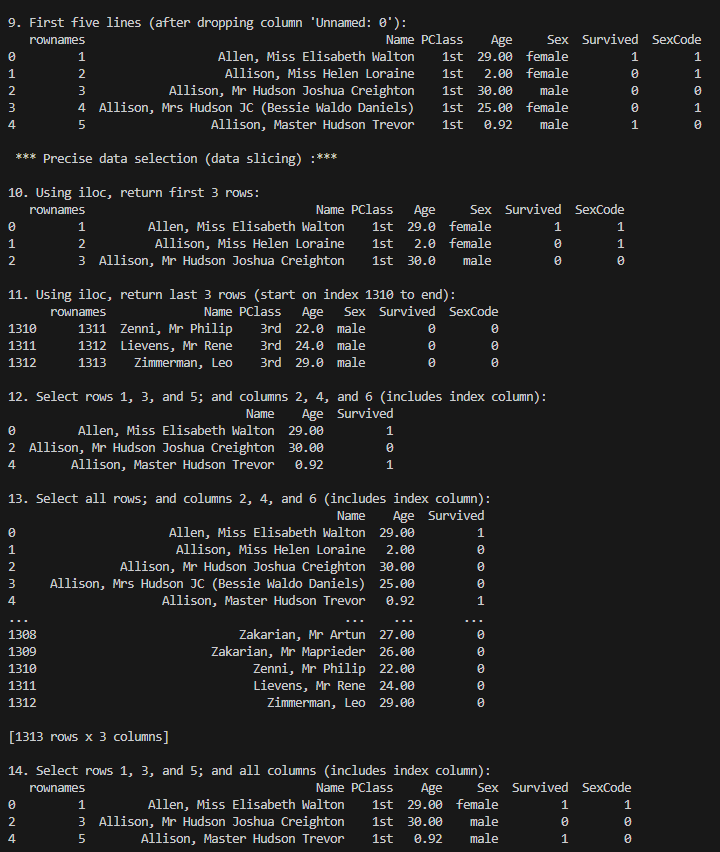 9. First five lines (after dropping column 'Unnamed: 0'):
   rownames                                           Name PClass    Age     Sex  Survived  SexCode
0         1                   Allen, Miss Elisabeth Walton    1st  29.00  female         1        1
1         2                    Allison, Miss Helen Loraine    1st   2.00  female         0        1
2         3            Allison, Mr Hudson Joshua Creighton    1st  30.00    male         0        0
3         4  Allison, Mrs Hudson JC (Bessie Waldo Daniels)    1st  25.00  female         0        1
4         5                  Allison, Master Hudson Trevor    1st   0.92    male         1        0
 *** Precise data selection (data slicing) :***
10. Using iloc, return first 3 rows:
   rownames                                 Name PClass   Age     Sex  Survived  SexCode
0         1         Allen, Miss Elisabeth Walton    1st  29.0  female         1        1
1         2          Allison, Miss Helen Loraine    1st   2.0  female         0        1
2         3  Allison, Mr Hudson Joshua Creighton    1st  30.0    male         0        0
11. Using iloc, return last 3 rows (start on index 1310 to end):
      rownames              Name PClass   Age   Sex  Survived  SexCode
1310      1311  Zenni, Mr Philip    3rd  22.0  male         0        0
1311      1312  Lievens, Mr Rene    3rd  24.0  male         0        0
1312      1313    Zimmerman, Leo    3rd  29.0  male         0        0
12. Select rows 1, 3, and 5; and columns 2, 4, and 6 (includes index column):
                                  Name    Age  Survived
0         Allen, Miss Elisabeth Walton  29.00         1
2  Allison, Mr Hudson Joshua Creighton  30.00         0
4        Allison, Master Hudson Trevor   0.92         1
13. Select all rows; and columns 2, 4, and 6 (includes index column):
                                               Name    Age  Survived
0                      Allen, Miss Elisabeth Walton  29.00         1
1                       Allison, Miss Helen Loraine   2.00         0
2               Allison, Mr Hudson Joshua Creighton  30.00         0
3     Allison, Mrs Hudson JC (Bessie Waldo Daniels)  25.00         0
4                     Allison, Master Hudson Trevor   0.92         1
...                                             ...    ...       ...
1308                             Zakarian, Mr Artun  27.00         0
1309                         Zakarian, Mr Maprieder  26.00         0
1310                               Zenni, Mr Philip  22.00         0
1311                               Lievens, Mr Rene  24.00         0
1312                                 Zimmerman, Leo  29.00         0
[1313 rows x 3 columns]
14. Select rows 1, 3, and 5; and all columns (includes index column):
   rownames                                 Name PClass    Age     Sex  Survived  SexCode
0         1         Allen, Miss Elisabeth Walton    1st  29.00  female         1        1
2         3  Allison, Mr Hudson Joshua Creighton    1st  30.00    male         0        0
4         5        Allison, Master Hudson Trevor    1st   0.92    male         1        0